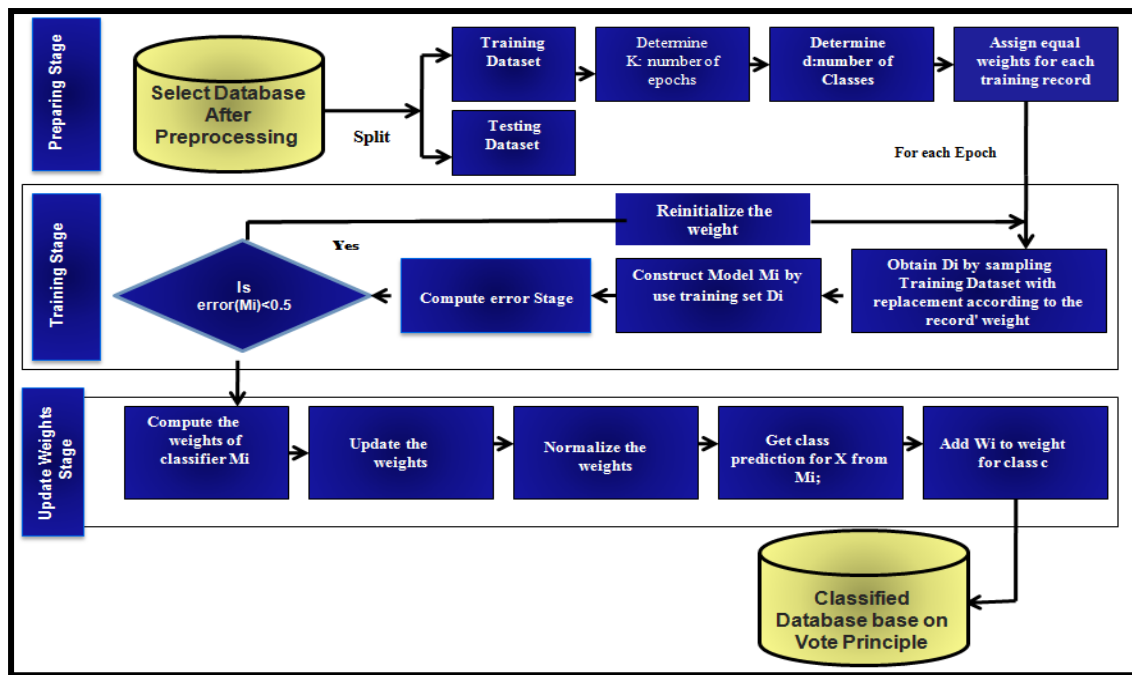 Preparing Stage
Select Database
After
Preprocessing
Split
Training
Dataset
Testing
Dataset
Determine
K: number of
epochs
Determine
d:number of
Classes
Assign equal
weights for each
training record
For each Epoch
Training Stage
Reinitialize the
weight
Yes
Is
error(Mi)<0.5
Compute error Stage
Construct Model Mi by
use training set Di
Obtain Di by sampling
Training Dataset with
replacement according to the
record' weight
Update Weights
Stage
Compute the
weights of
classifier Mi
Update the
weights
Normalize the
weights
Get class
prediction for X from
Mi;
Add Wi to weight
for class c
Classified
Database base on
Vote Principle